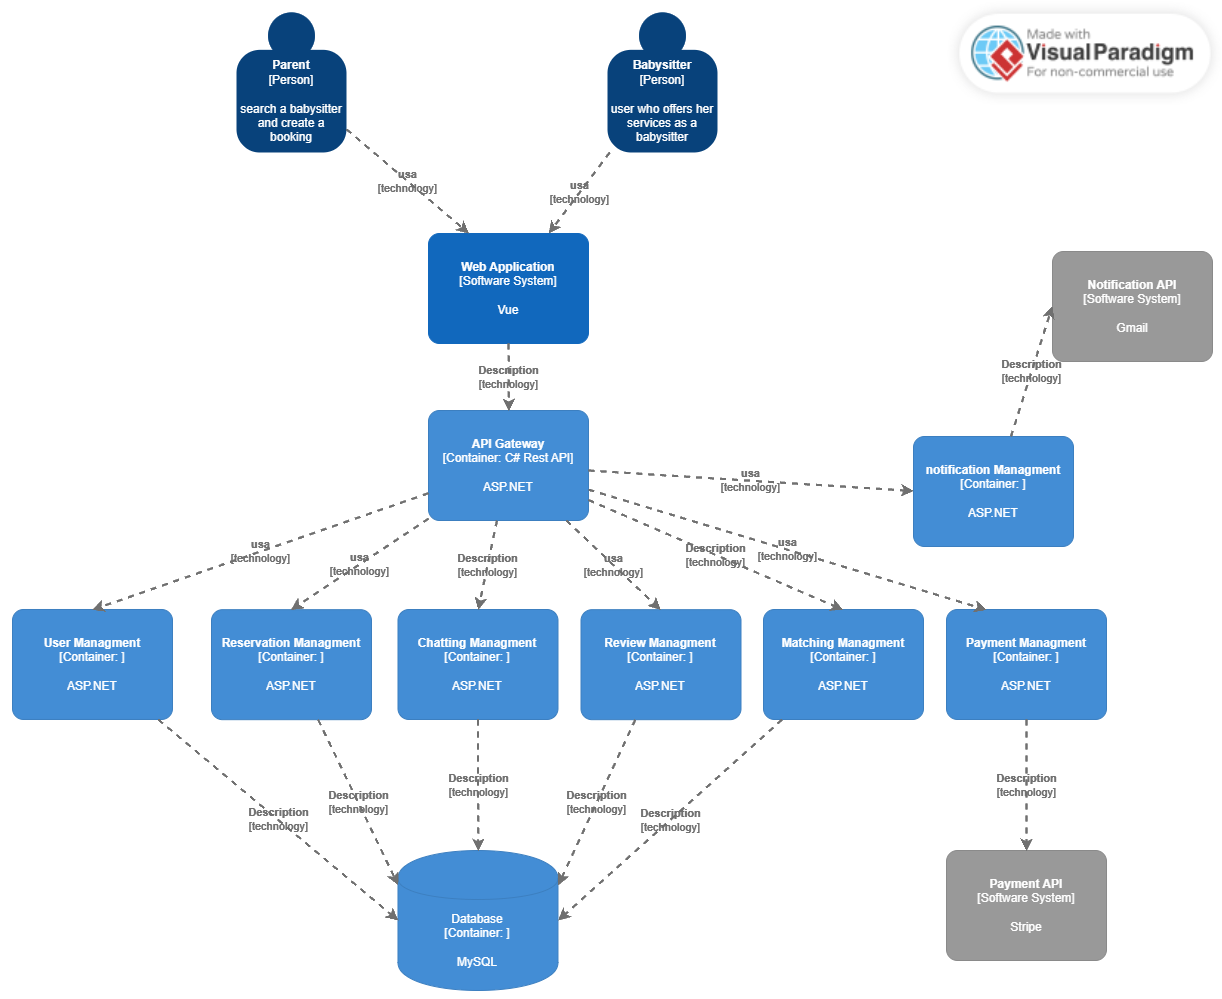 Made with
Visual Paradigm
For non-commercial use
Parent
[Person]
search a babysitter
and create a
booking
Babysitter
[Person]
user who offers her
services as a
babysitter
usa
[technology]
usa
[technology]
Web Application
[Software System]
Vue
Notification API
[Software System]
Gmail
Description
[technology]
Description
[technology]
API Gateway
[Container: C# Rest API]
ASP.NET
notification Managment
[Container: ]
ASP.NET
usa
[technology]
usa
[technology]
usa
[technology]
Description
[technology]
usa
[technology]
Description
[technology]
usa
[technology]
User Managment
[Container: ]
ASP.NET
Reservation Managment
[Container: ]
ASP.NET
Chatting Managment
[Container: ]
ASP.NET
Review Managment
[Container: ]
ASP.NET
Matching Managment
[Container: ]
ASP.NET
Payment Managment
[Container: ]
ASP.NET
Description
[technology]
Description
[technology]
Description
[technology]
Description
[technology]
Description
[technology]
Description
[technology]
Database
[Container: ]
MySQL
Payment API
[Software System]
Stripe